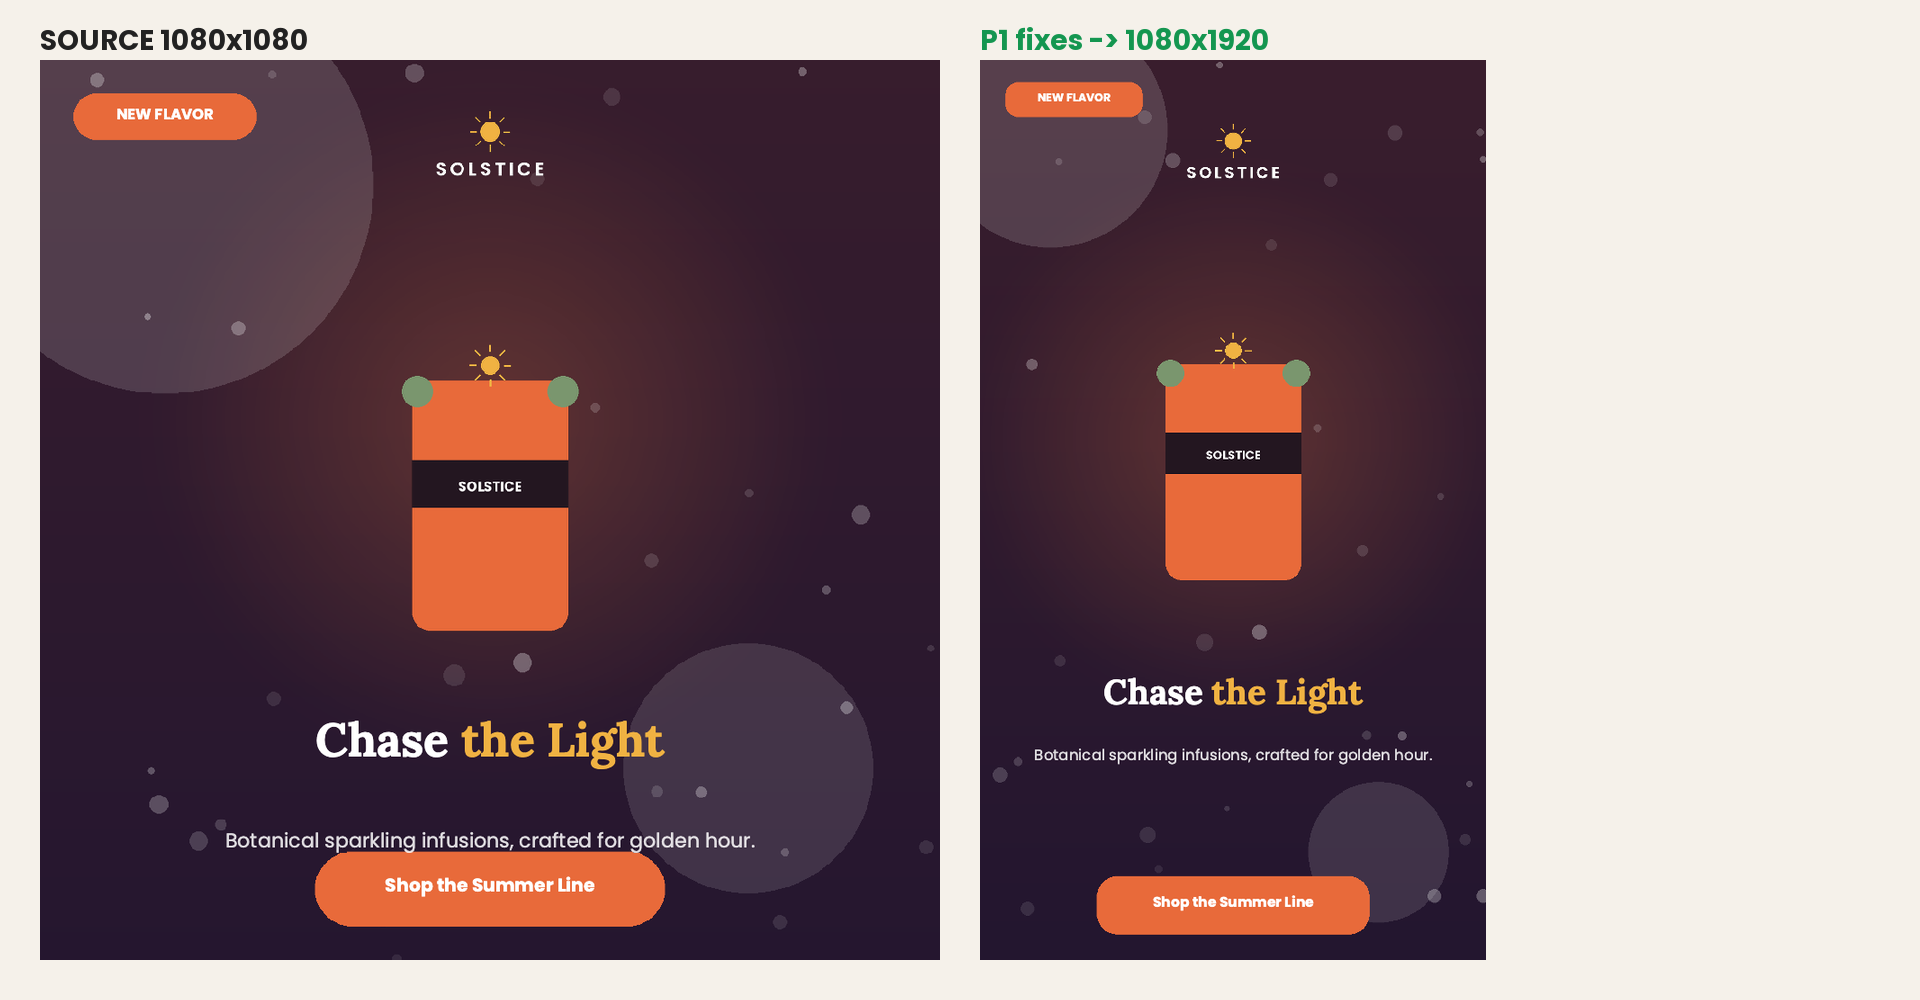 SOURCE 1080x1080
NEW FLAVOR
SOLSTICE
SOLSTICE
Chase the Light
Botanical sparkling infusions, crafted for golden hour.
Shop the Summer Line
P1 fixes -> 1080x1920
NEW FLAVOR
SOLSTICE
SOLSTICE
Chase the Light
Botanical sparkling infusions, crafted for golden hour.
Shop the Summer Line